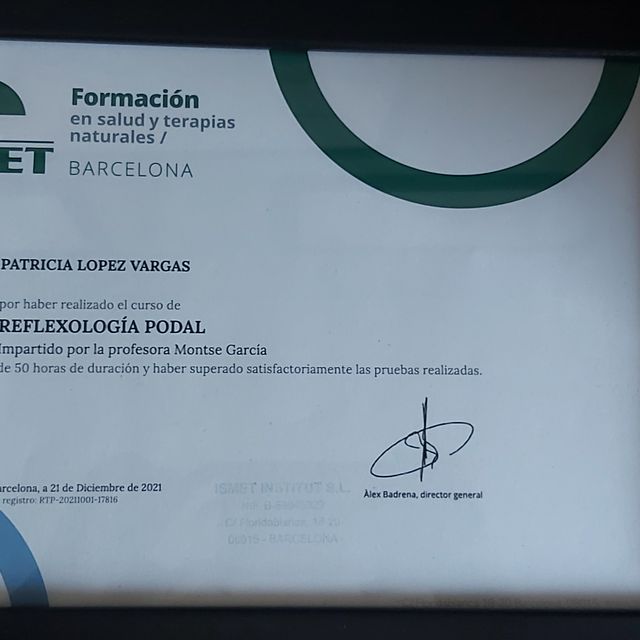 Formación
en salud y terapias
naturales /
BARCELONA
ET
PATRICIA LOPEZ VARGAS
por haber realizado el curso de
REFLEXOLOGÍA PODAL
Impartido por la profesora Montse García
de 50 horas de duración y haber superado satisfactoriamente las pruebas realizadas.
arcelona, a 21 de Diciembre de 2021
registro: RTP-20211001-17816
ISMET INSTITUT S.L.
C/ Floridablanca,
08015 - BARCELONA
Àlex Badrena, director general